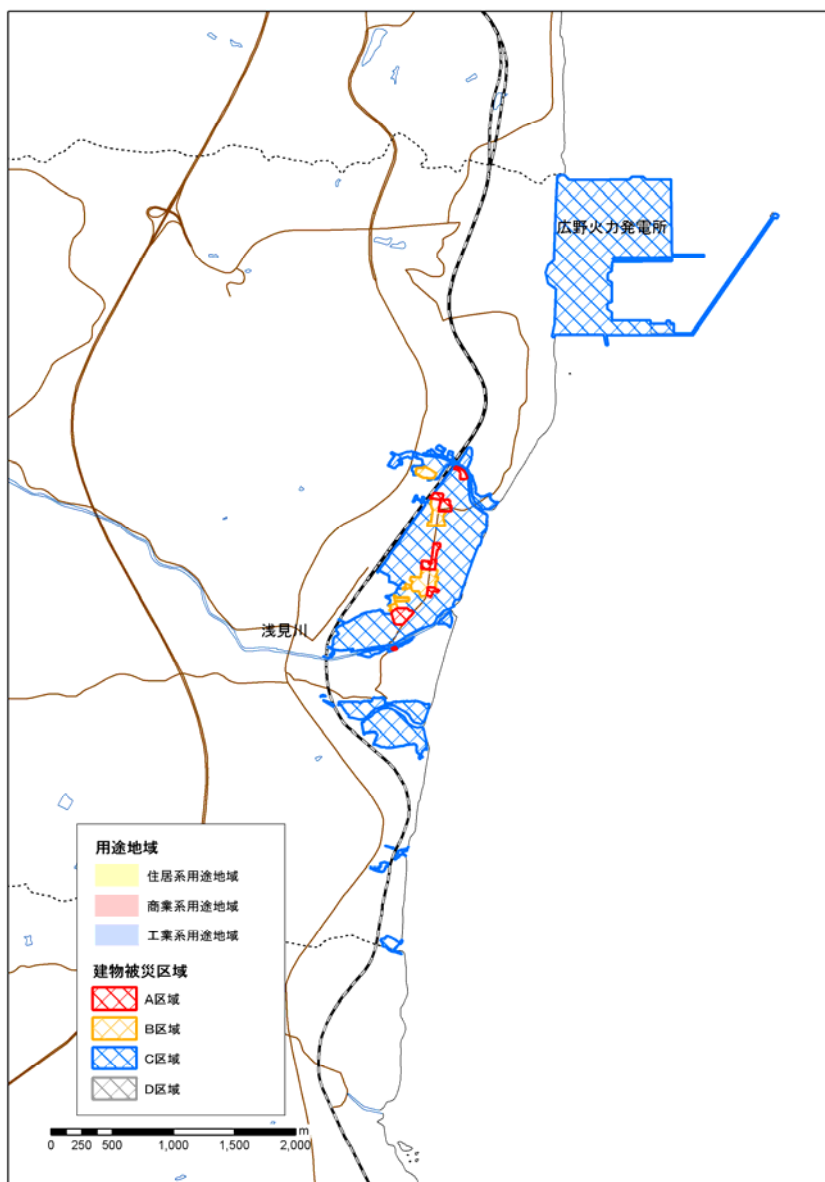 広野火力発電所
浅見川
用途地域
住居系用途地域
商業系用途地域
工業系用途地域
建物被災区域
A区域
B区域
C区域
D区域
m
0 250 500 1,000 1,500 2,000